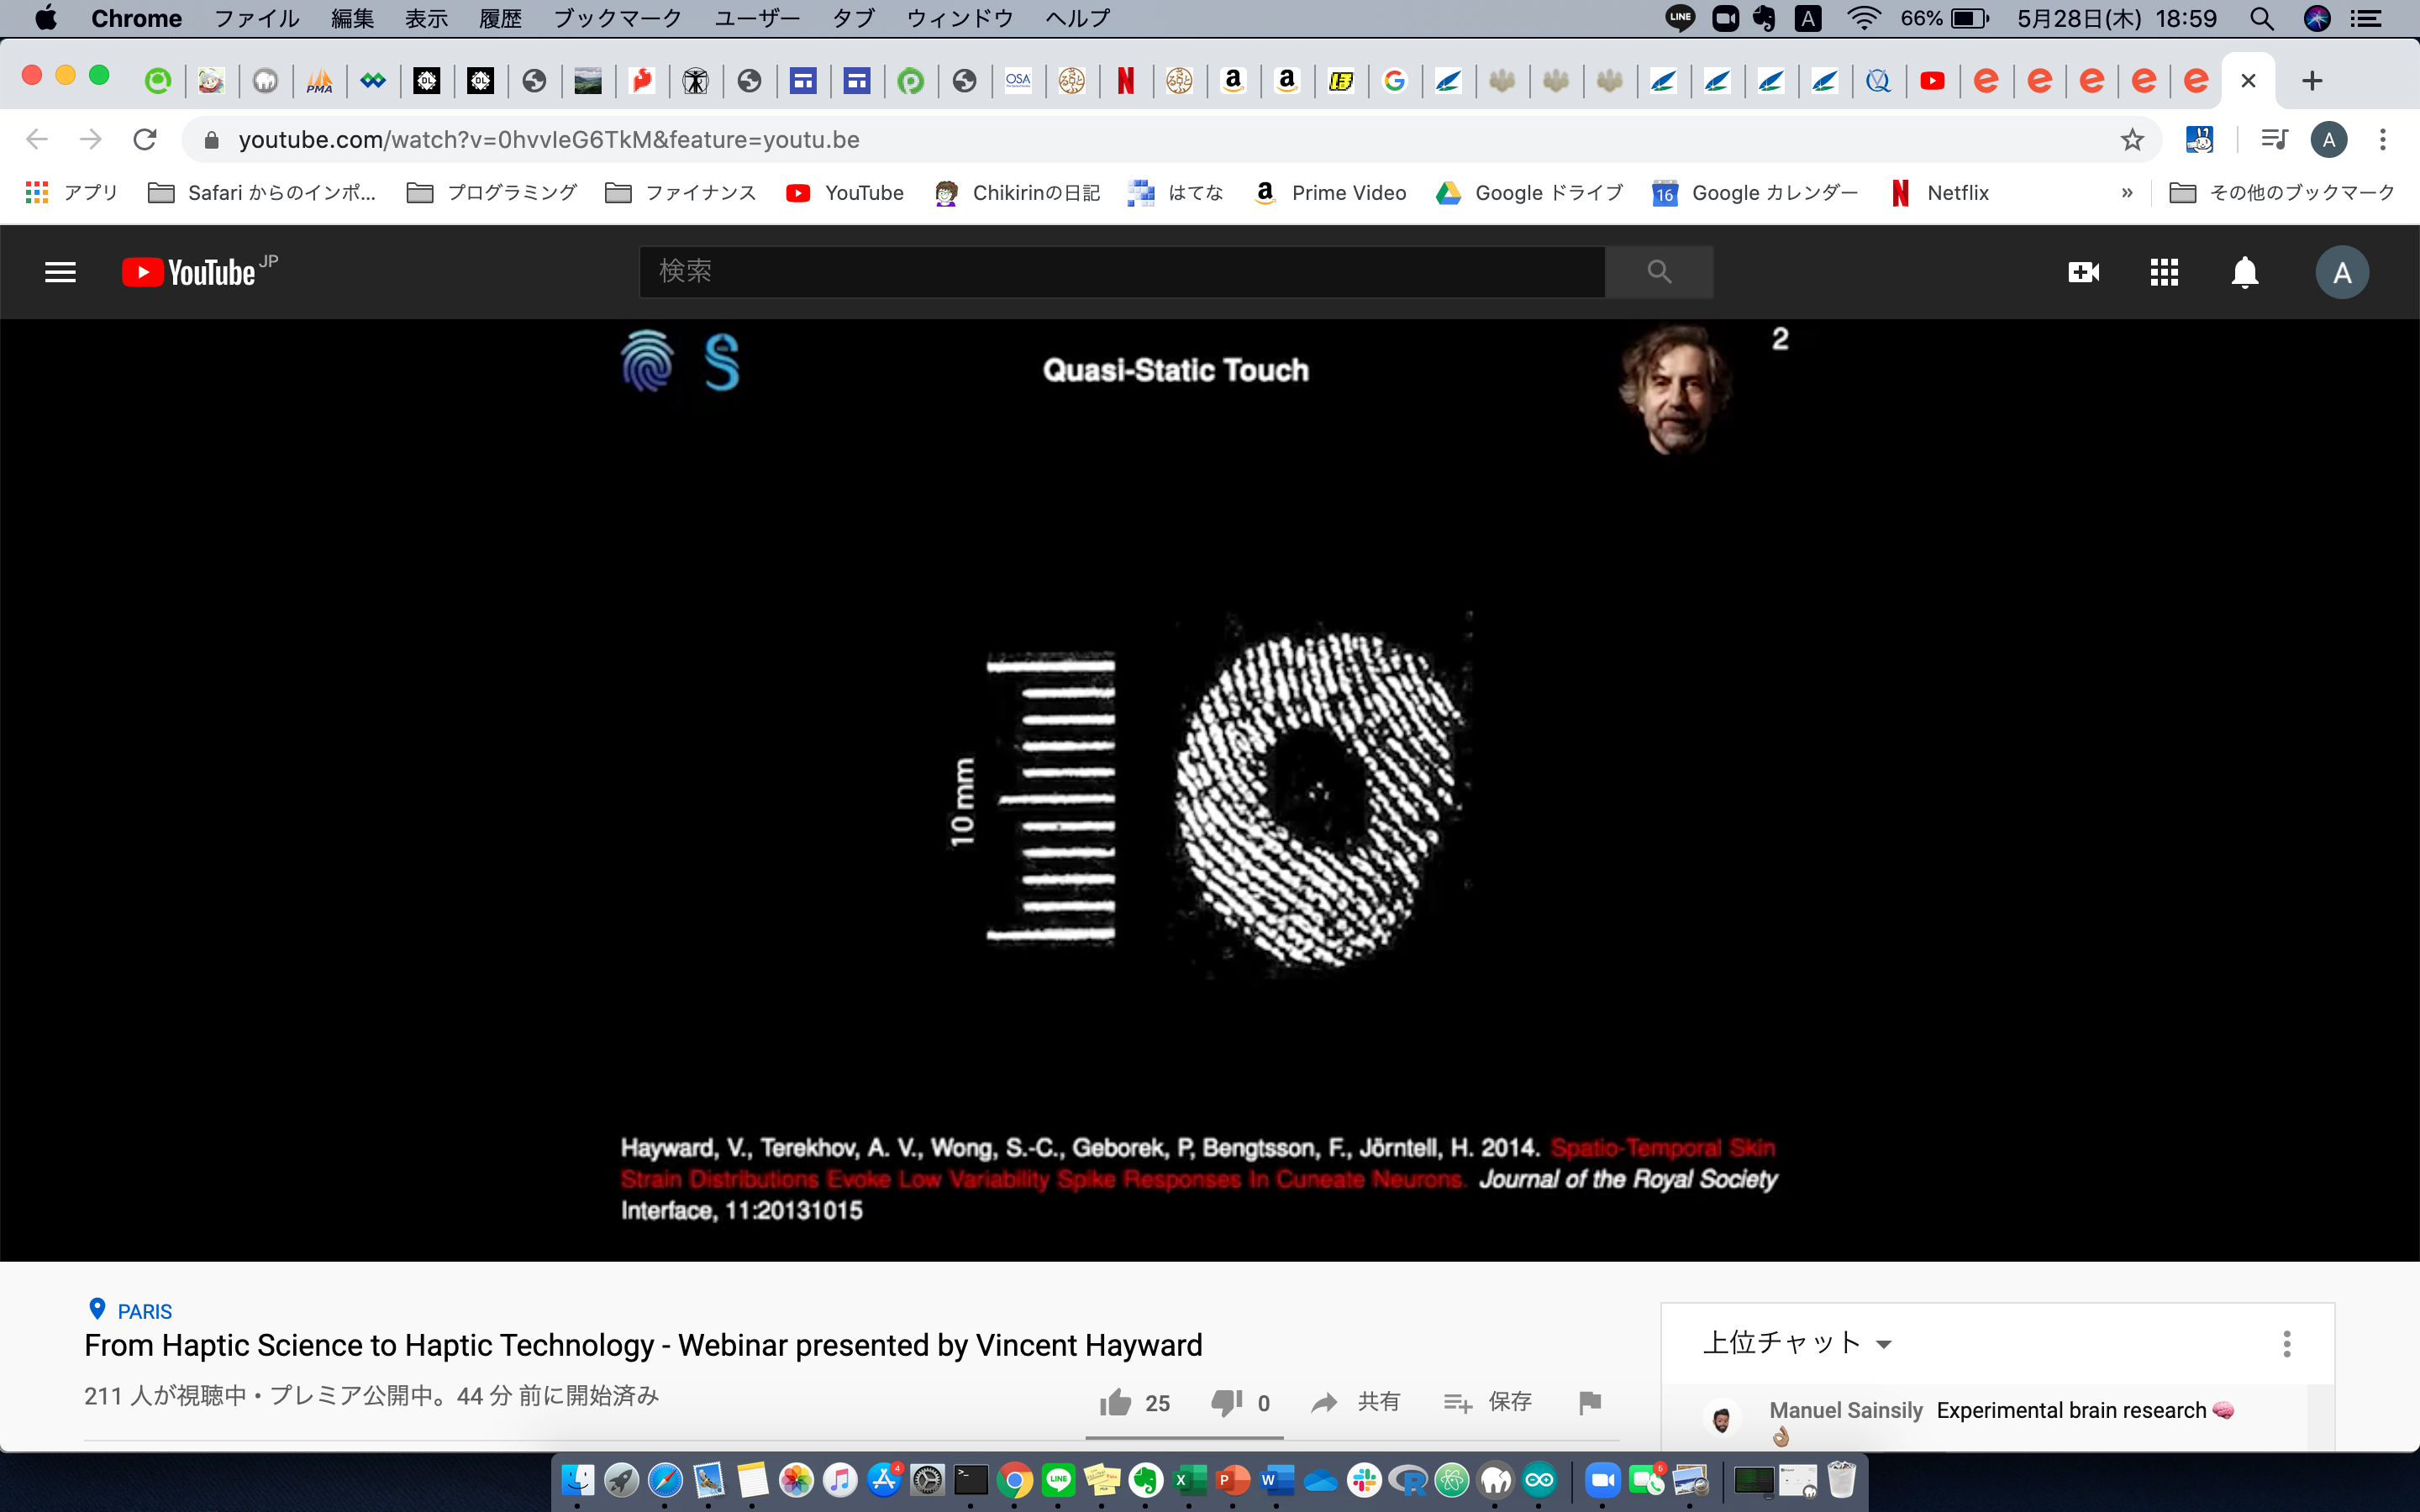 Chrome ファイル 編集 表示 履歴 ブックマーク ユーザー タブ ウィンドウ ヘルプ LINE A 66% 5月28日(木) 18:59
PMA OL OL OSA N a a G
youtube.com/watch?v=0hvvIeG6TkM&feature=youtu.be A
アプリ Safari からのインポ... プログラミング ファイナンス YouTube Chikirinの日記 はてな a Prime Video Google ドライブ 16 Google カレンダー N Netflix » その他のブックマーク
YouTube JP 検索 A
S Quasi-Static Touch 2
10 mm
Hayward, V., Terekhov, A. V., Wong, S.-C., Geborek, P, Bengtsson, F., Jörntell, H. 2014. Spatio-Temporal Skin
Strain Distributions Evoke Low Variability Spike Responses In Cuneate Neurons. Journal of the Royal Society
Interface, 11:20131015
PARIS
From Haptic Science to Haptic Technology - Webinar presented by Vincent Hayward
211 人が視聴中・プレミア公開中。44 分 前に開始済み
25 0 共有 保存
上位チャット
Manuel Sainsily Experimental brain research 🧠
👌🏽
4 LINE X P W R 5